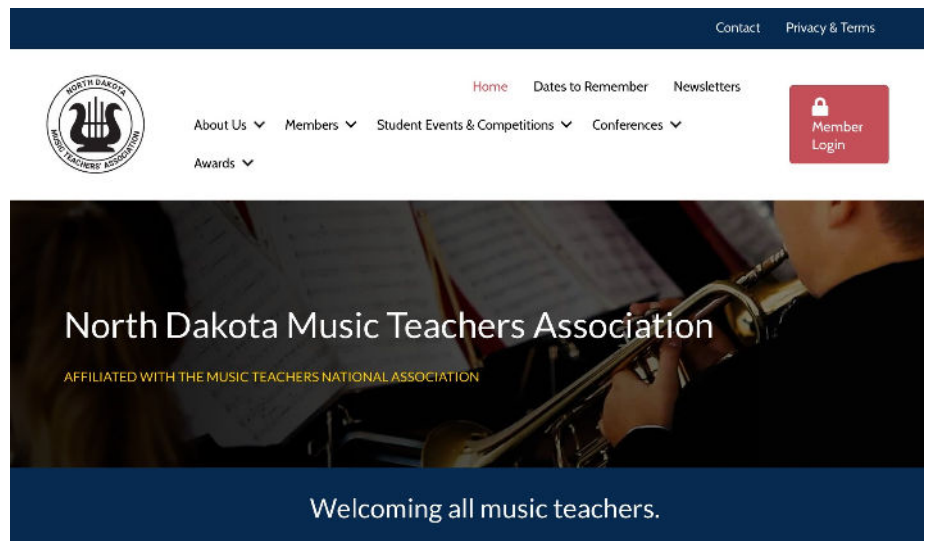 Contact Privacy & Terms
NORTH DAKOTA
MUSIC TEACHERS' ASSOCIATION
Home Dates to Remember Newsletters
About Us Members Student Events & Competitions Conferences
Awards
Member
Login
North Dakota Music Teachers Association
AFFILIATED WITH THE MUSIC TEACHERS NATIONAL ASSOCIATION
Welcoming all music teachers.